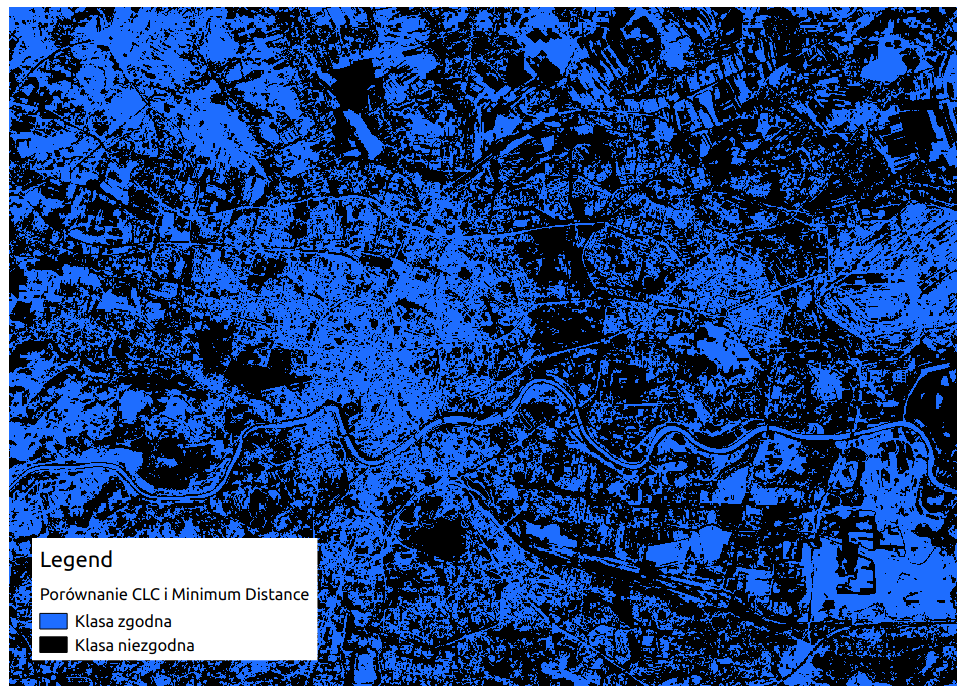 Legend
Porównanie CLC i Minimum Distance
Klasa zgodna
Klasa niezgodna